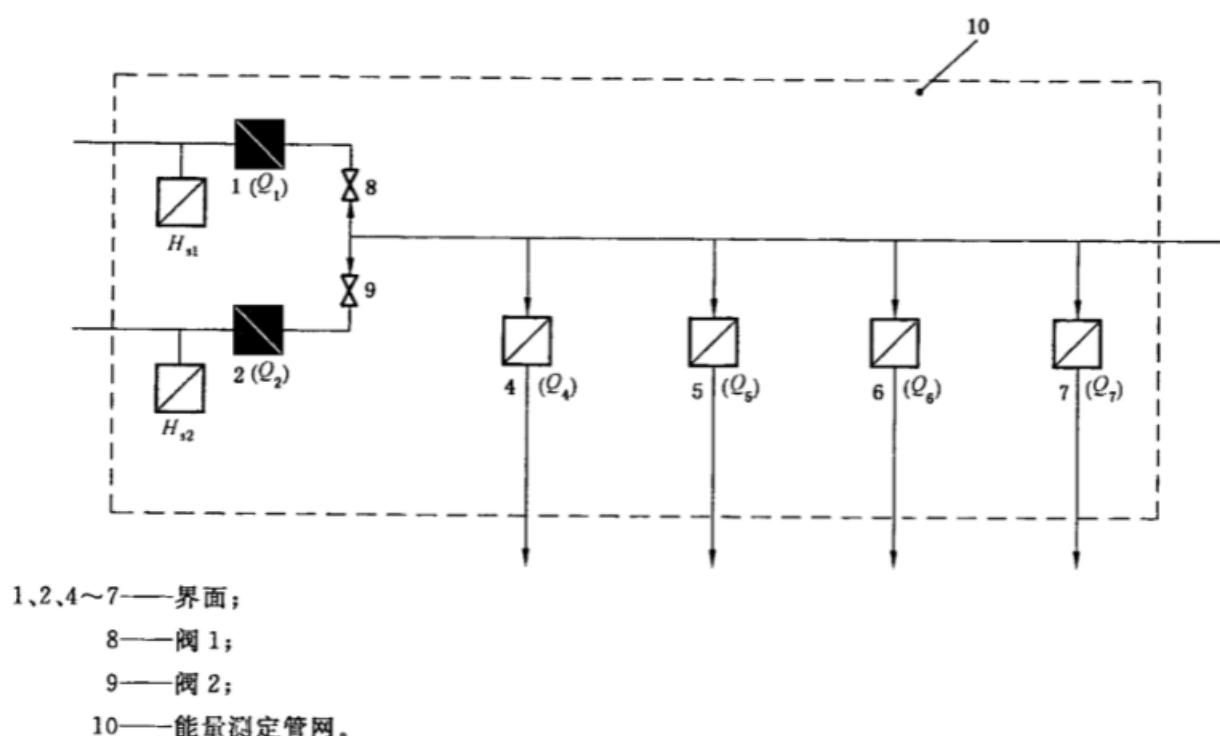 10
1 (Q₁)
8
Hs1
9
2 (Q₂)
Hs2
4 (Q₄)
5 (Q₅)
6 (Q₆)
7 (Q₇)
1、2、4～7——界面；
8——阀 1；
9——阀 2；
10——能量测定管网。